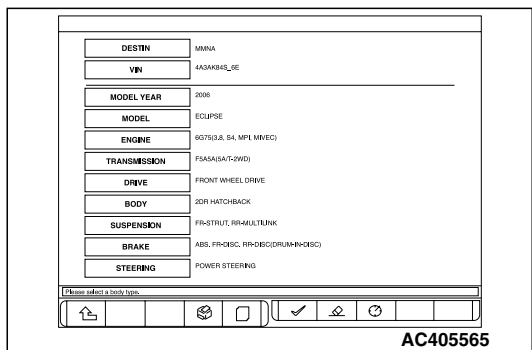 DESTIN MMNA
VIN 4A3AK84S_6E
MODEL YEAR 2006
MODEL ECLIPSE
ENGINE 6G75(3.8, S4, MPI, MIVEC)
TRANSMISSION F5A5A(5A/T-2WD)
DRIVE FRONT WHEEL DRIVE
BODY 2DR HATCHBACK
SUSPENSION FR-STRUT, RR-MULTILINK
BRAKE ABS. FR-DISC. RR-DISC(DRUM-IN-DISC)
STEERING POWER STEERING
Please select a body type.
AC405565